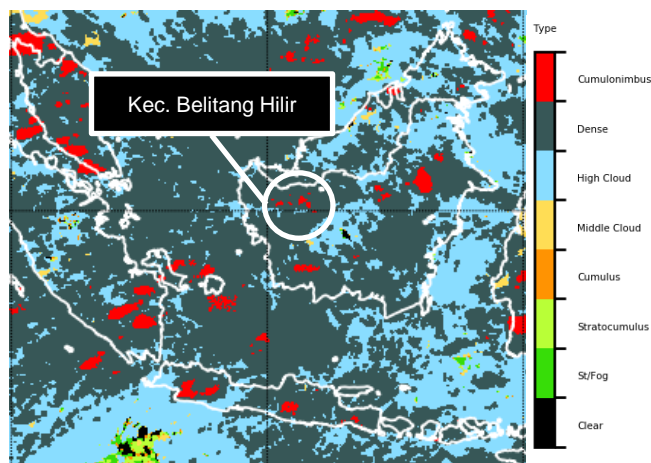 Type
Kec. Belitang Hilir
Cumulonimbus
Dense
High Cloud
Middle Cloud
Cumulus
Stratocumulus
St/Fog
Clear